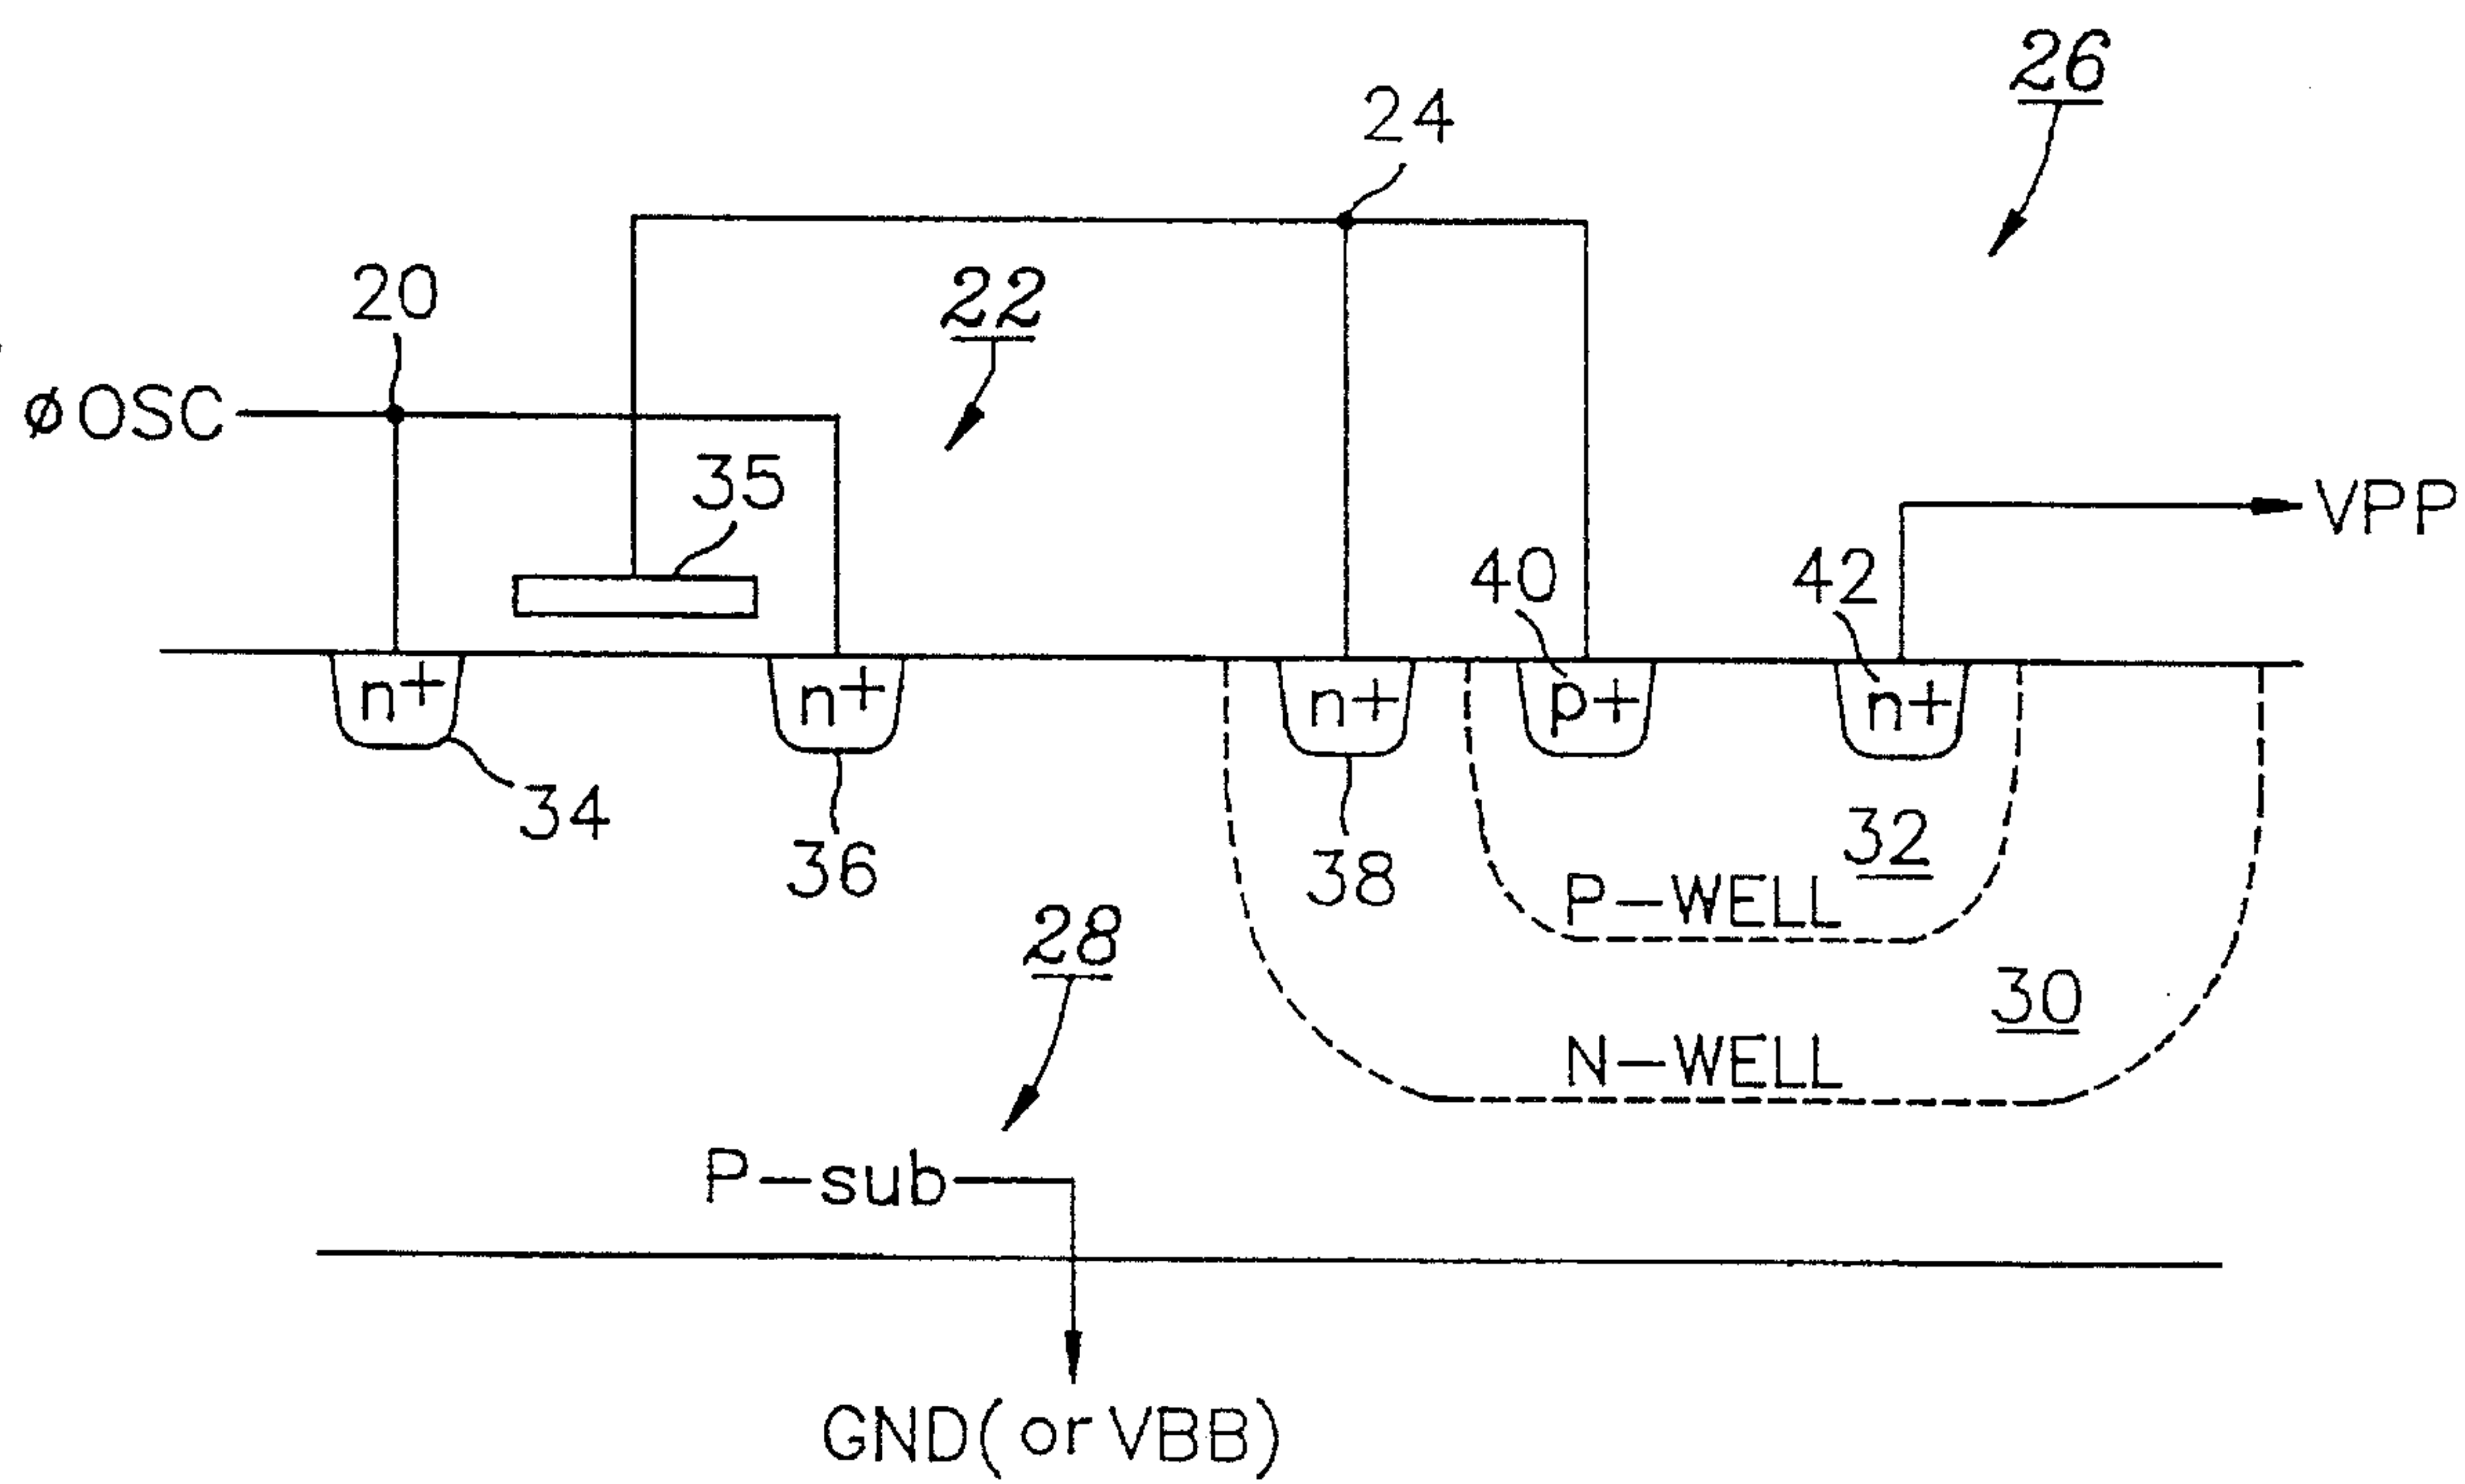 26
24
20
22
øOSC
35
VPP
40
42
n+
n+
n+
p+
n+
34
36
38
32
P-WELL
28
30
N-WELL
P-sub
GND(or VBB)